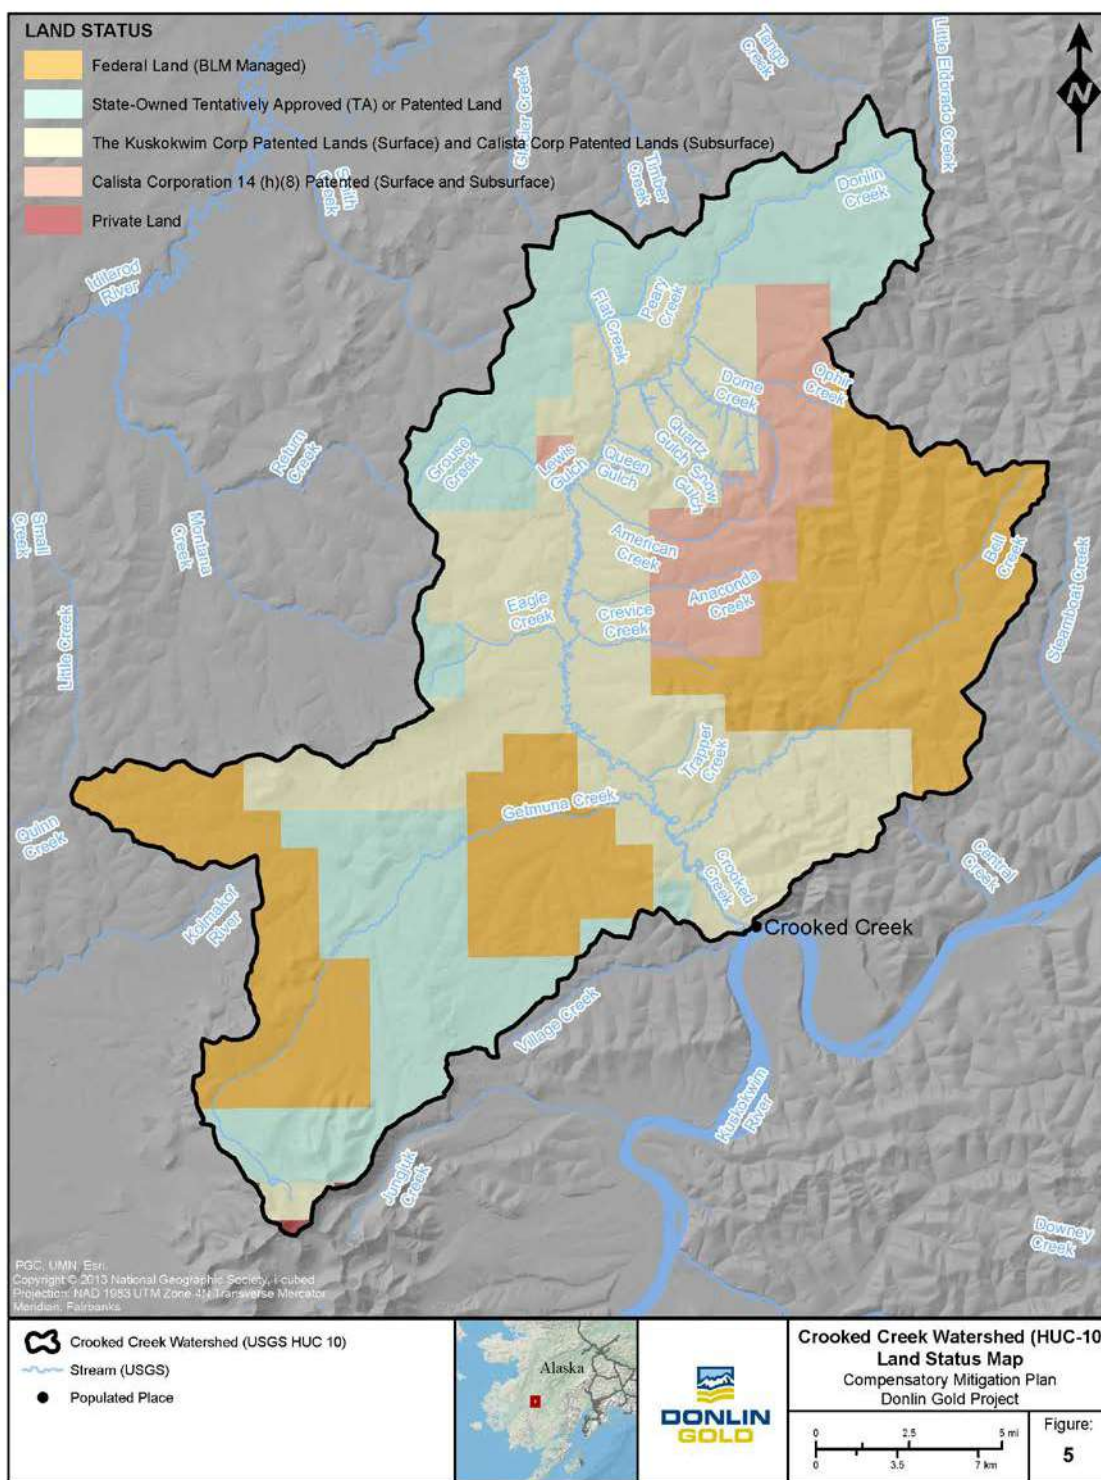 LAND STATUS
Federal Land (BLM Managed)
State-Owned Tentatively Approved (TA) or Patented Land
The Kuskokwim Corp Patented Lands (Surface) and Calista Corp Patented Lands (Subsurface)
Calista Corporation 14 (h)(8) Patented (Surface and Subsurface)
Private Land
N
Tengo
Creek
Little Eldorado Creek
Timber
Creek
Smith
Creek
Donlin
Creek
Iditarod
River
Flat Creek
Peary
Creek
Dome
Creek
Ophir
Creek
Return
Creek
Grouse
Creek
Lewis
Gulch
Queen
Gulch
Quartz
Gulch
Snow
Gulch
Small
Creek
Montana
Creek
American
Creek
Bell
Creek
Steamboat Creek
Little Creek
Eagle
Creek
Crevice
Creek
Anaconda
Creek
Trapper
Creek
Getmuna Creek
Quinn
Creek
Kolmakof
River
Crooked
Creek
Central
Creek
Crooked Creek
Village Creek
Kuskokwim
River
Jungjuk
Creek
Downey
Creek
PGC, UMN, Esri.
Copyright © 2013 National Geographic Society, i-cubed
Projection: NAD 1983 UTM Zone 4N Transverse Mercator
Meridian: Fairbanks
Crooked Creek Watershed (USGS HUC 10)
Stream (USGS)
Populated Place
Alaska
DONLIN
GOLD
Crooked Creek Watershed (HUC-10
Land Status Map
Compensatory Mitigation Plan
Donlin Gold Project
0 2.5 5 mi
0 3.5 7 km
Figure:
5